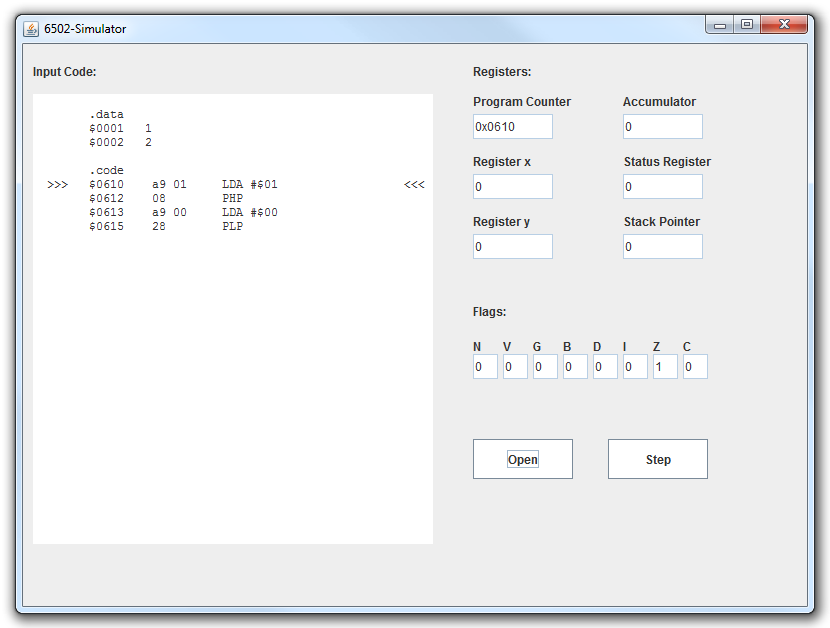 6502-Simulator
Input Code:
.data
$0001 1
$0002 2
.code
>>> $0610 a9 01 LDA #$01 <<<
$0612 08 PHP
$0613 a9 00 LDA #$00
$0615 28 PLP
Registers:
Program Counter Accumulator
0x0610 0
Register x Status Register
0 0
Register y Stack Pointer
0 0
Flags:
N V G B D I Z C
0 0 0 0 0 0 1 0
Open Step